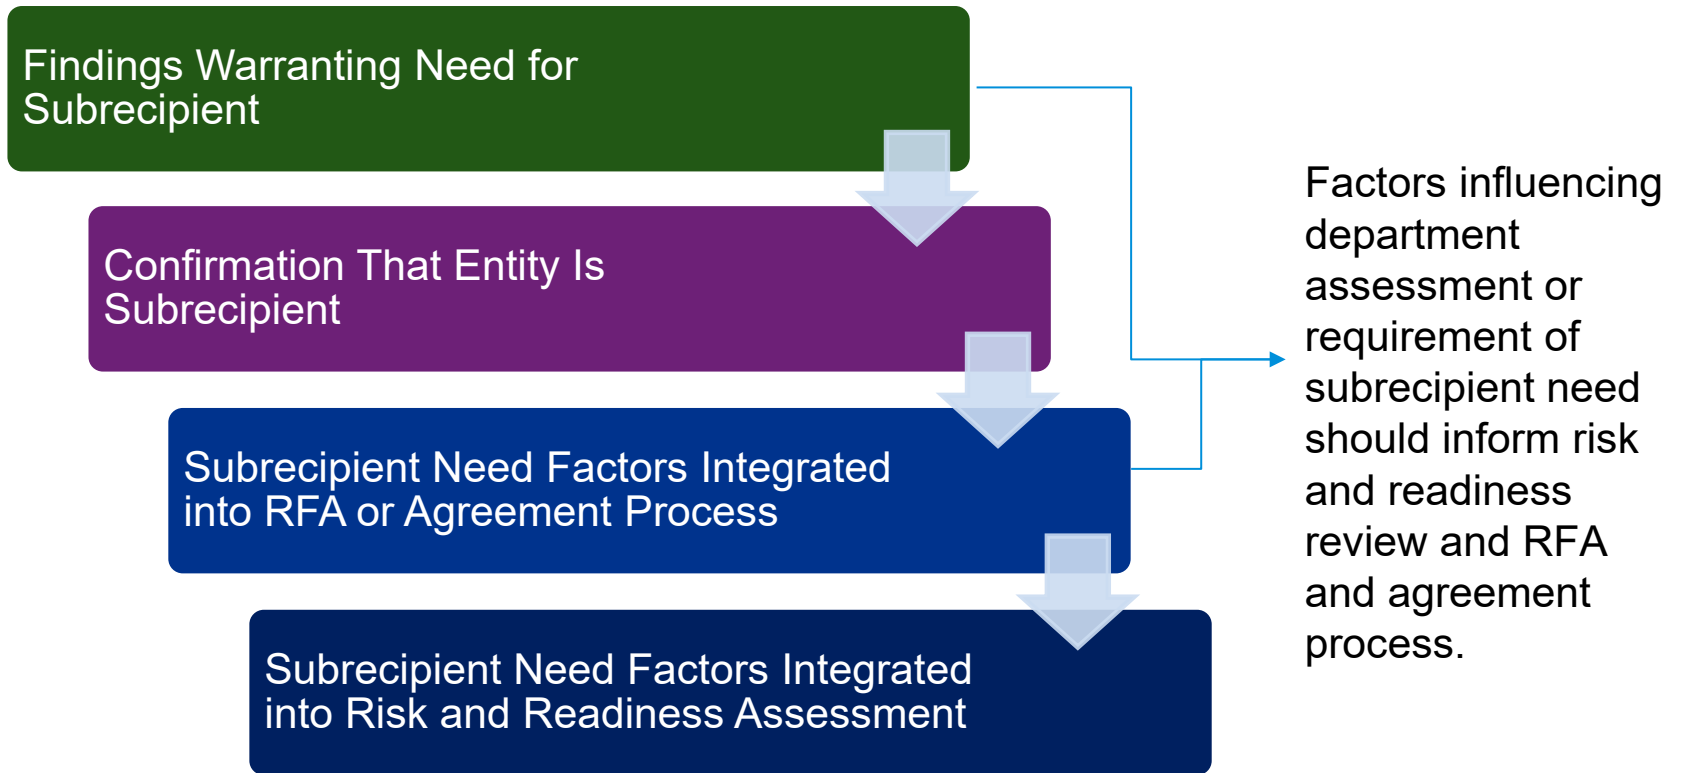 Findings Warranting Need for
Subrecipient
Confirmation That Entity Is
Subrecipient
Subrecipient Need Factors Integrated
into RFA or Agreement Process
Subrecipient Need Factors Integrated
into Risk and Readiness Assessment
Factors influencing
department
assessment or
requirement of
subrecipient need
should inform risk
and readiness
review and RFA
and agreement
process.